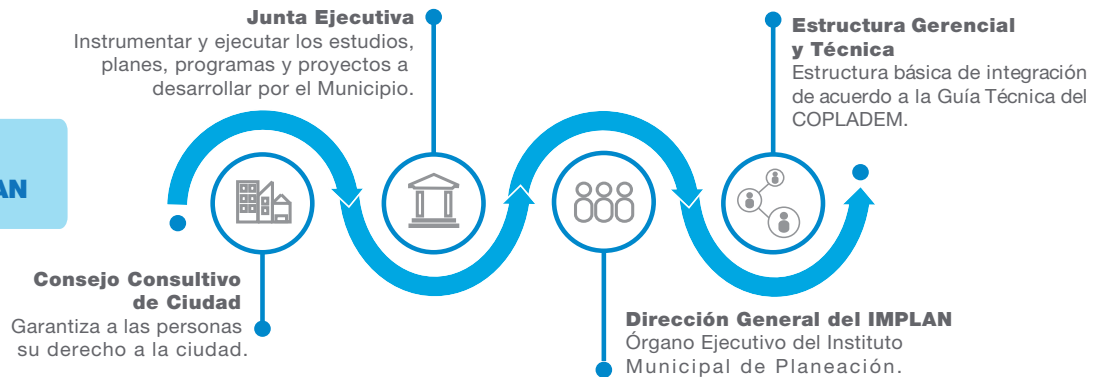 AN
Consejo Consultivo
de Ciudad
Garantiza a las personas
su derecho a la ciudad.
Junta Ejecutiva
Instrumentar y ejecutar los estudios,
planes, programas y proyectos a
desarrollar por el Municipio.
Dirección General del IMPLAN
Órgano Ejecutivo del Instituto
Municipal de Planeación.
Estructura Gerencial
y Técnica
Estructura básica de integración
de acuerdo a la Guía Técnica del
COPLADEM.